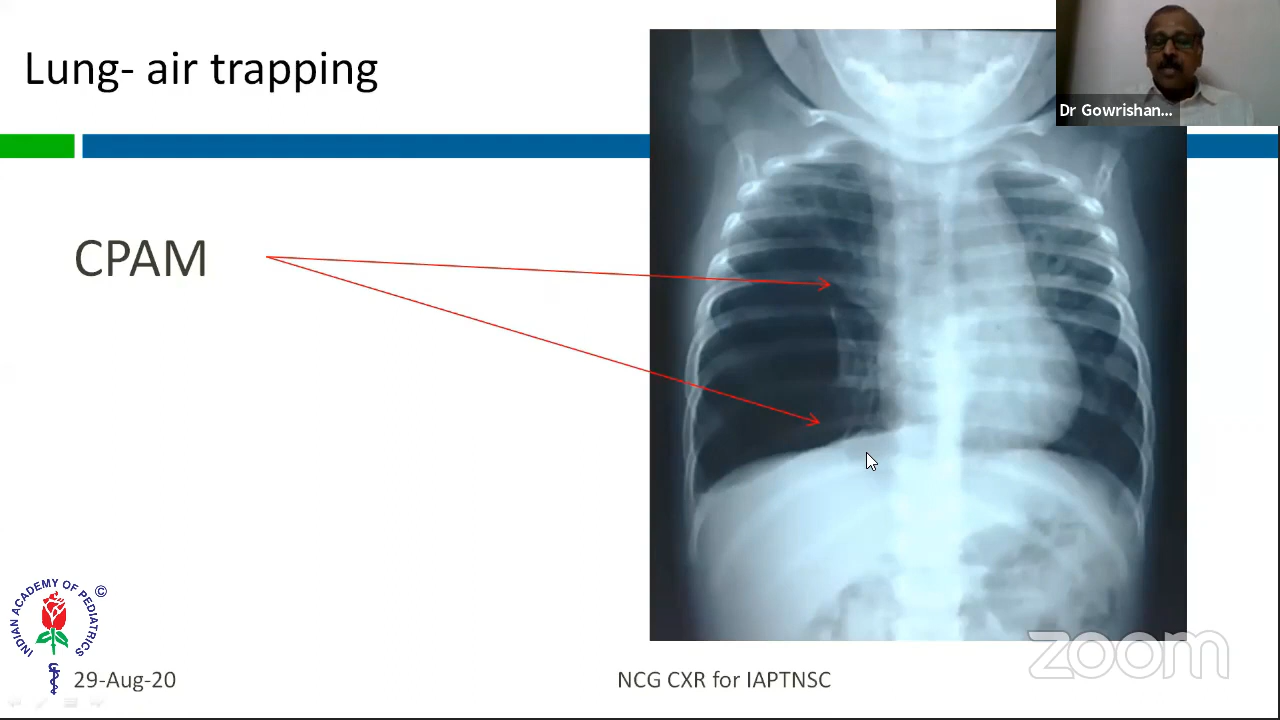 Lung- air trapping
Dr Gowrishan...
CPAM
INDIAN ACADEMY OF PEDIATRICS ©
29-Aug-20
NCG CXR for IAPTNSC
zoom